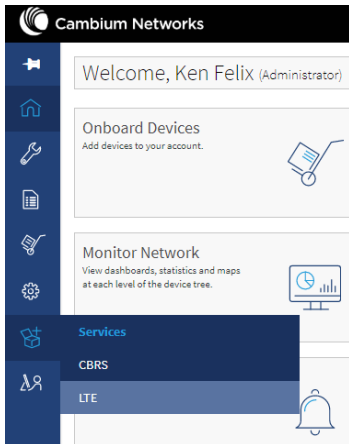 Cambium Networks
Welcome, Ken Felix (Administrator)
Onboard Devices
Add devices to your account.
Monitor Network
View dashboards, statistics and maps
at each level of the device tree.
Services
CBRS
LTE